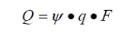 Q = ψ • q • F